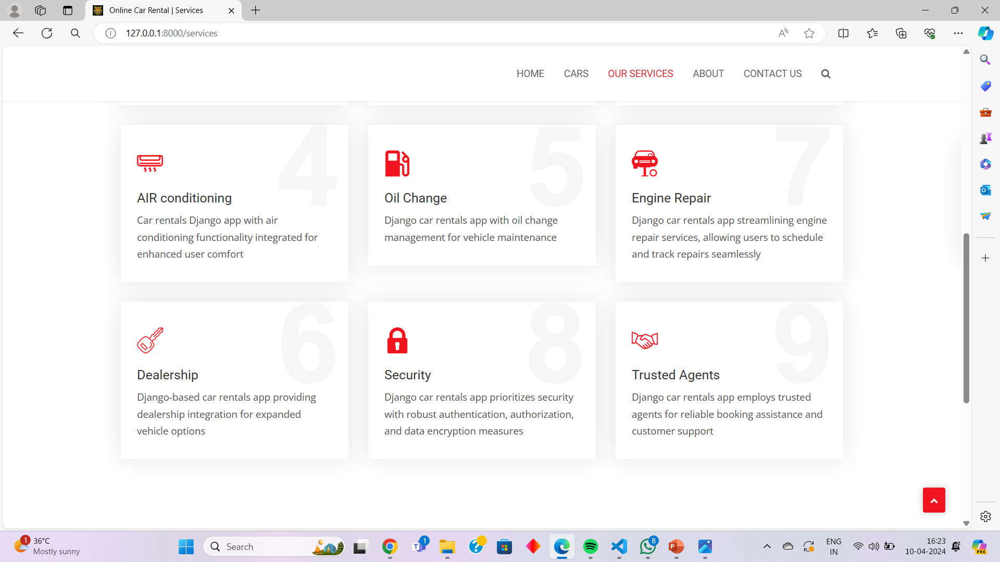 Online Car Rental | Services
127.0.0.1:8000/services
HOME
CARS
OUR SERVICES
ABOUT
CONTACT US
4
AIR conditioning
Car rentals Django app with air
conditioning functionality integrated for
enhanced user comfort
5
Oil Change
Django car rentals app with oil change
management for vehicle maintenance
7
Engine Repair
Django car rentals app streamlining engine
repair services, allowing users to schedule
and track repairs seamlessly
6
Dealership
Django-based car rentals app providing
dealership integration for expanded
vehicle options
8
Security
Django car rentals app prioritizes security
with robust authentication, authorization,
and data encryption measures
9
Trusted Agents
Django car rentals app employs trusted
agents for reliable booking assistance and
customer support
1
36°C
Mostly sunny
Search
1
8
ENG
IN
16:23
10-04-2024
PRE